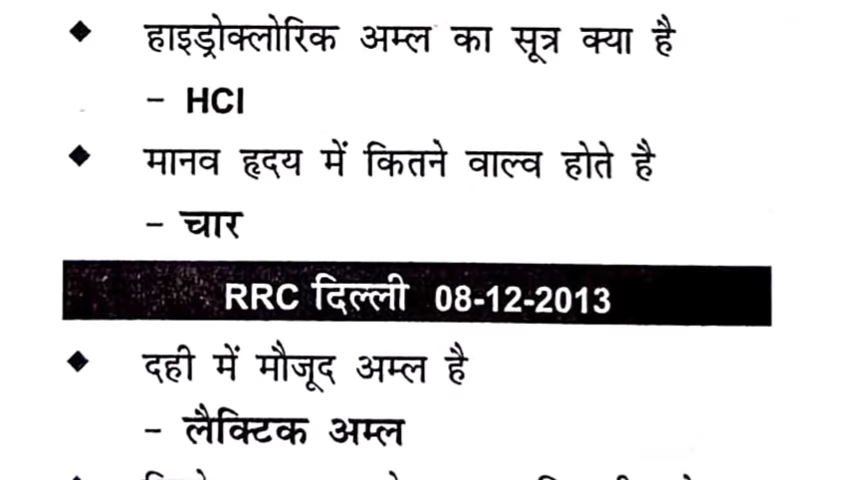 ◆ हाइड्रोक्लोरिक अम्ल का सूत्र क्या है
– HCl
◆ मानव हृदय में कितने वाल्व होते है
– चार
RRC दिल्ली 08-12-2013
◆ दही में मौजूद अम्ल है
– लैक्टिक अम्ल